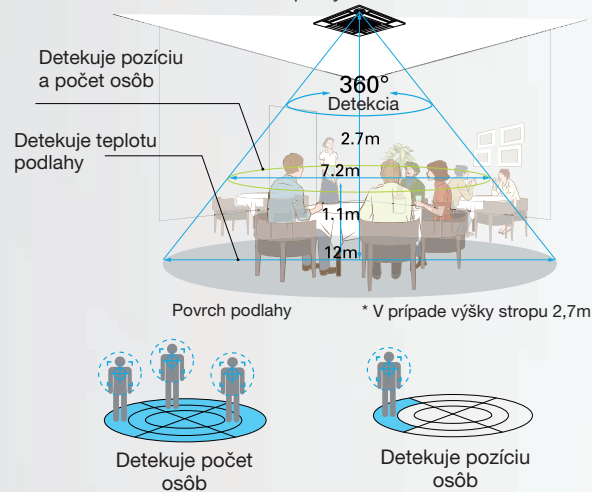 Detekuje pozíciu
a počet osôb
360°
Detekcia
Detekuje teplotu
podlahy
2.7m
7.2m
1.1m
12m
Povrch podlahy
* V prípade výšky stropu 2,7m
Detekuje počet
osôb
Detekuje pozíciu
osôb